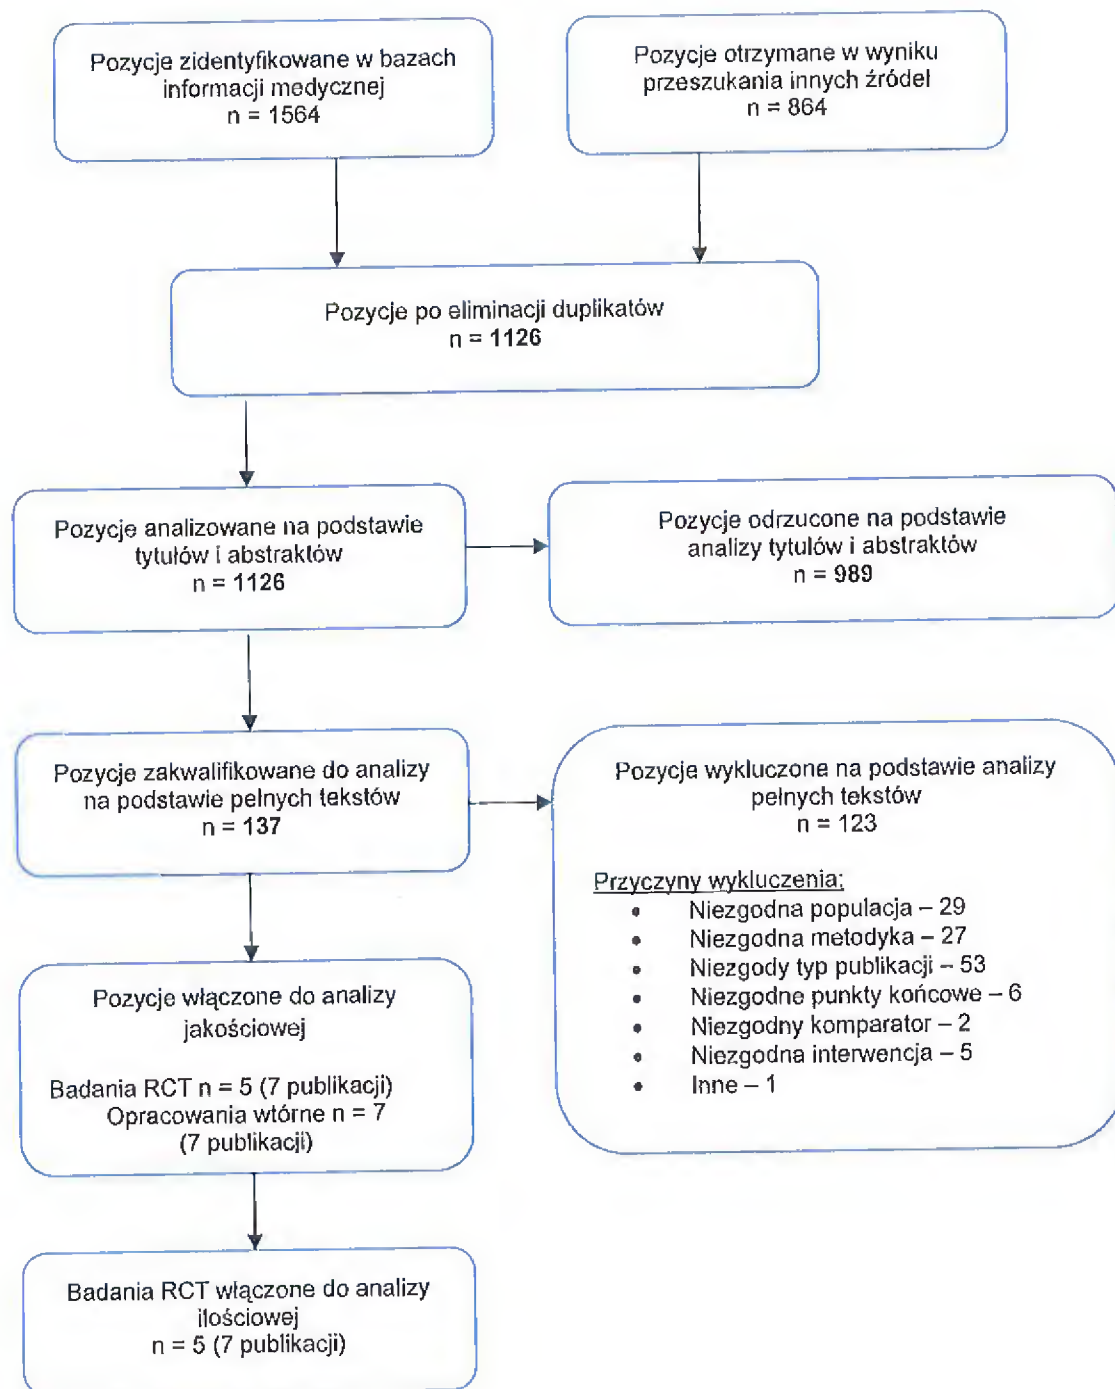 Pozycje zidentyfikowane w bazach
informacji medycznej
n = 1564
Pozycje otrzymane w wyniku
przeszukania innych źródeł
n = 864
Pozycje po eliminacji duplikatów
n = 1126
Pozycje analizowane na podstawie
tytułów i abstraktów
n = 1126
Pozycje odrzucone na podstawie
analizy tytułów i abstraktów
n = 989
Pozycje zakwalifikowane do analizy
na podstawie pełnych tekstów
n = 137
Pozycje wykluczone na podstawie analizy
pełnych tekstów
n = 123
Przyczyny wykluczenia:
• Niezgodna populacja – 29
• Niezgodna metodyka – 27
• Niezgody typ publikacji – 53
• Niezgodne punkty końcowe – 6
• Niezgodny komparator – 2
• Niezgodna interwencja – 5
• Inne – 1
Pozycje włączone do analizy
jakościowej
Badania RCT n = 5 (7 publikacji)
Opracowania wtórne n = 7
(7 publikacji)
Badania RCT włączone do analizy
ilościowej
n = 5 (7 publikacji)